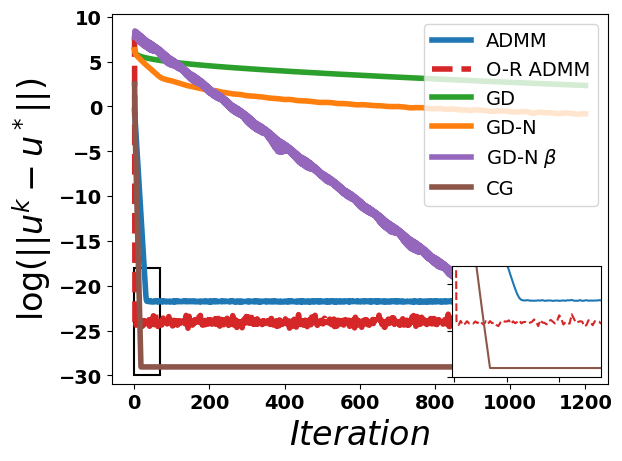 10
5
0
−5
−10
−15
−20
−25
−30
log(||u^k − u^*||)
ADMM
O-R ADMM
GD
GD-N
GD-N β
CG
0 200 400 600 800 1000 1200
Iteration